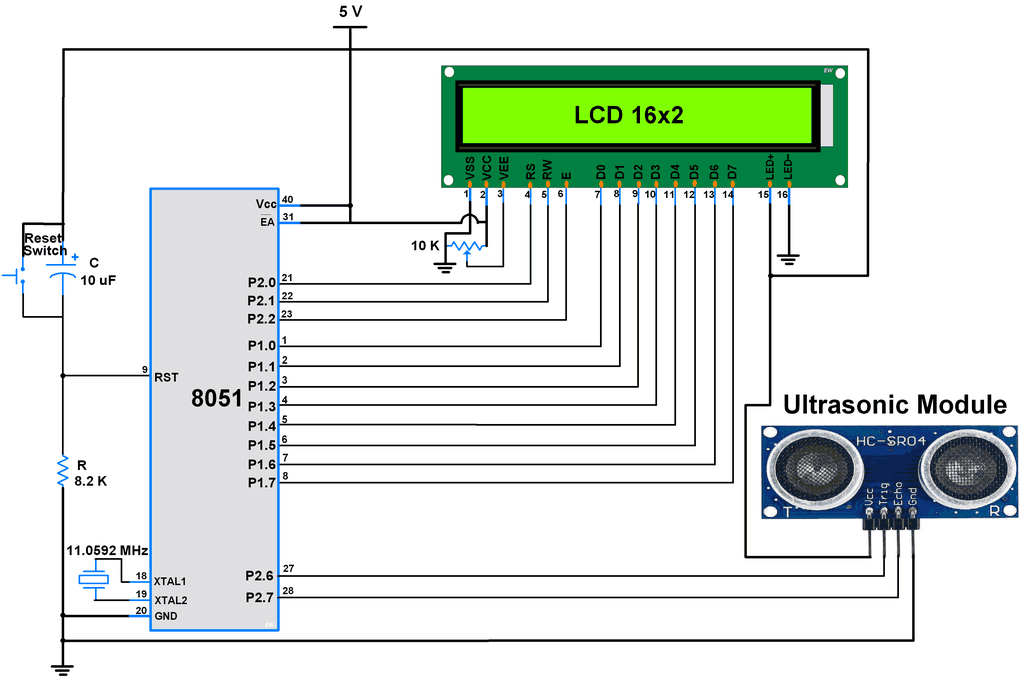 5 V
EW
LCD 16x2
VSS VCC VEE RS RW E D0 D1 D2 D3 D4 D5 D6 D7 LED+ LED–
1 2 3 4 5 6 7 8 9 10 11 12 13 14 15 16
Vcc 40
EA 31
10 K
Reset
Switch
+
C
10 uF
P2.0 21
P2.1 22
P2.2 23
P1.0 1
P1.1 2
9 RST
8051
P1.2 3
P1.3 4
P1.4 5
P1.5 6
P1.6 7
P1.7 8
R
8.2 K
Ultrasonic Module
HC-SR04
Vcc Trig Echo Gnd
T R
11.0592 MHz
18 XTAL1
19 XTAL2
20 GND
P2.6 27
P2.7 28
EW